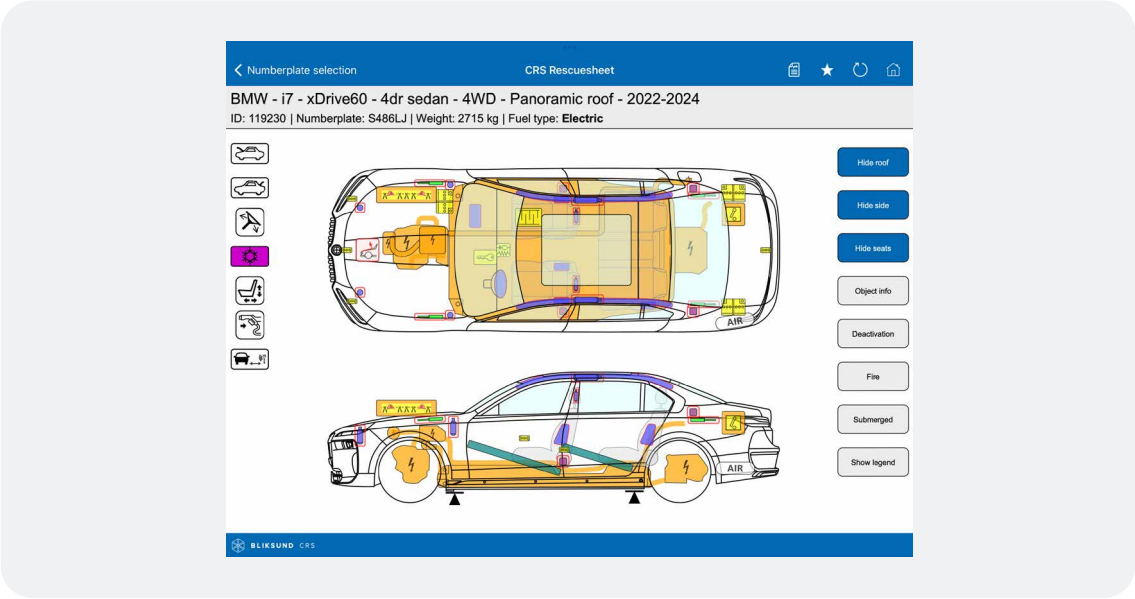 Numberplate selection
CRS Rescuesheet
BMW - i7 - xDrive60 - 4dr sedan - 4WD - Panoramic roof - 2022-2024
ID: 119230 | Numberplate: S486LJ | Weight: 2715 kg | Fuel type: Electric
Hide roof
Hide side
Hide seats
Object info
Deactivation
Fire
Submerged
Show legend
AIR
AIR
BLIKSUND CRS